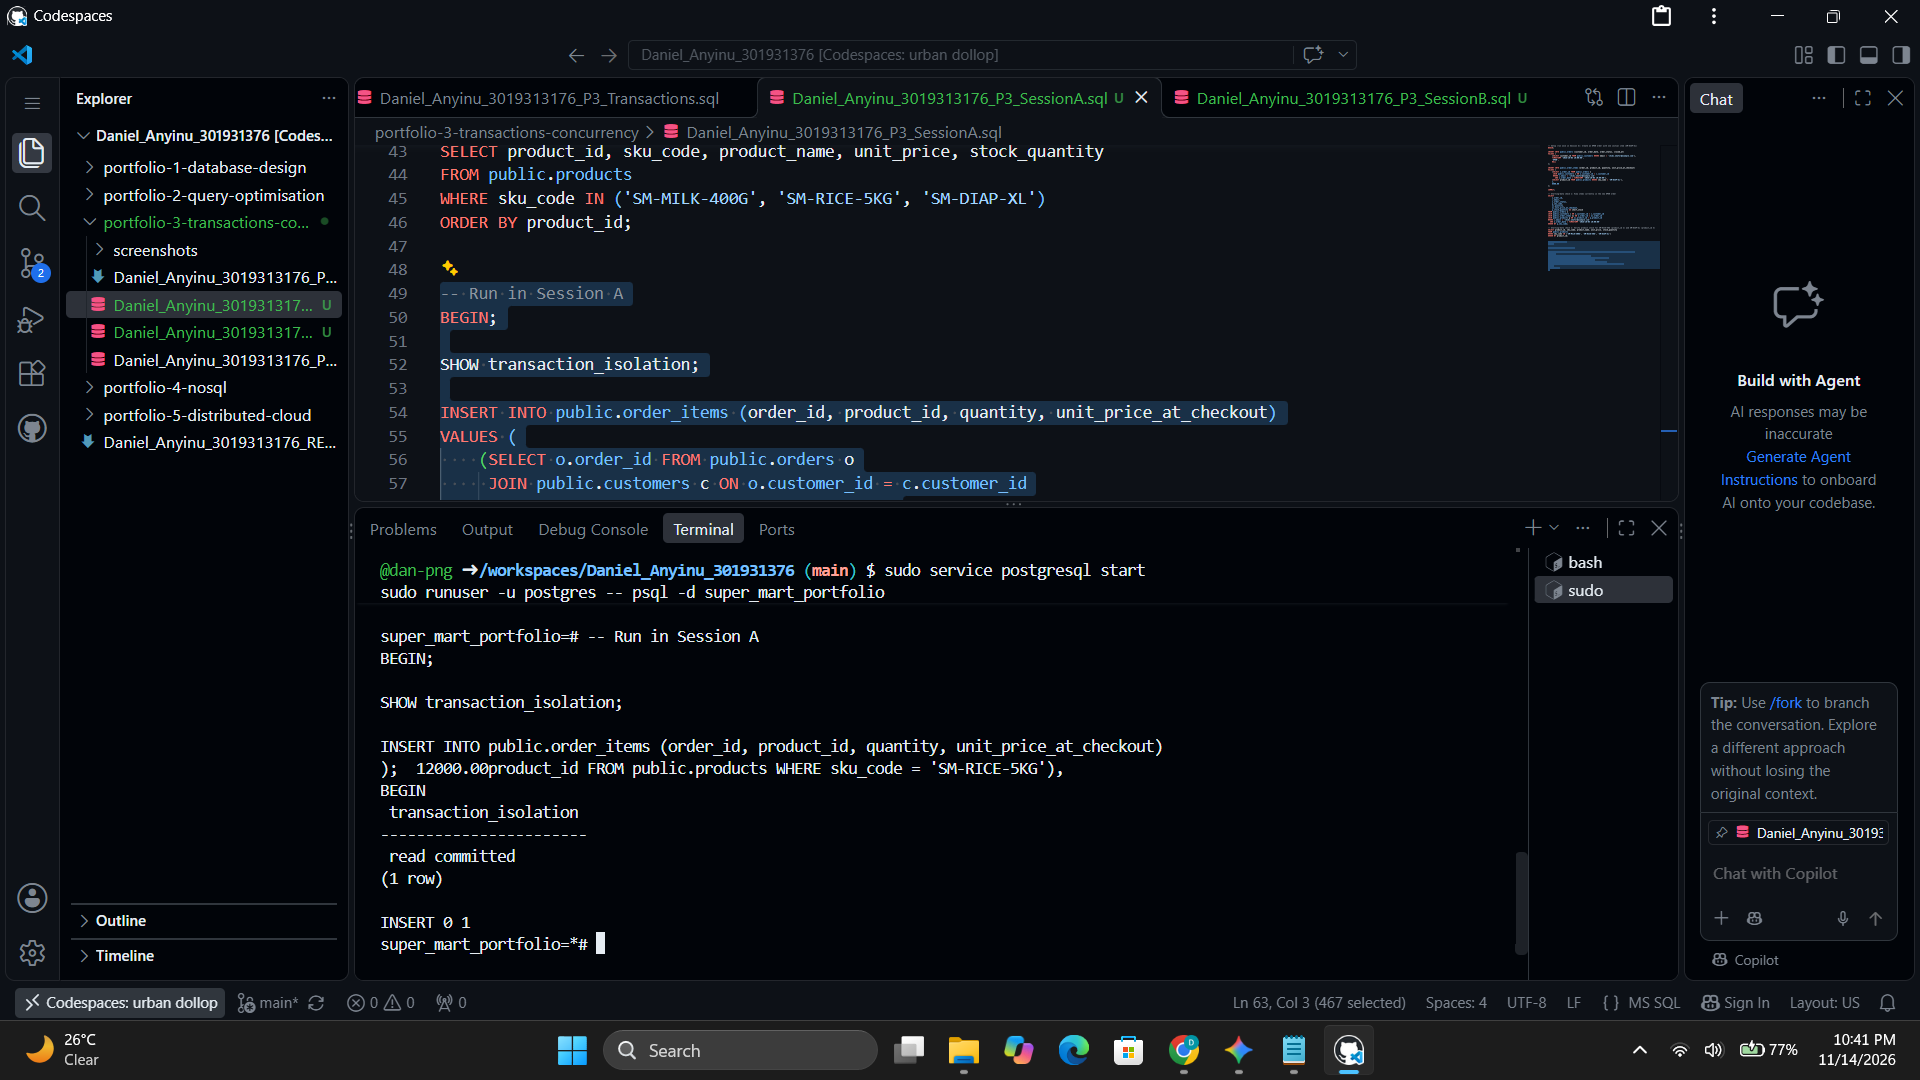 Codespaces
Daniel_Anyinu_301931376 [Codespaces: urban dollop]
Explorer
Daniel_Anyinu_301931376 [Codes...
portfolio-1-database-design
portfolio-2-query-optimisation
portfolio-3-transactions-co...
screenshots
Daniel_Anyinu_3019313176_P...
Daniel_Anyinu_301931317... U
Daniel_Anyinu_301931317... U
Daniel_Anyinu_3019313176_P...
portfolio-4-nosql
portfolio-5-distributed-cloud
Daniel_Anyinu_3019313176_RE...
2
Outline
Timeline
Daniel_Anyinu_3019313176_P3_Transactions.sql
Daniel_Anyinu_3019313176_P3_SessionA.sql U
Daniel_Anyinu_3019313176_P3_SessionB.sql U
portfolio-3-transactions-concurrency > Daniel_Anyinu_3019313176_P3_SessionA.sql
43 SELECT product_id, sku_code, product_name, unit_price, stock_quantity
44 FROM public.products
45 WHERE sku_code IN ('SM-MILK-400G', 'SM-RICE-5KG', 'SM-DIAP-XL')
46 ORDER BY product_id;
47
48
49 -- Run in Session A
50 BEGIN;
51
52 SHOW transaction_isolation;
53
54 INSERT INTO public.order_items (order_id, product_id, quantity, unit_price_at_checkout)
55 VALUES (
56 (SELECT o.order_id FROM public.orders o
57 JOIN public.customers c ON o.customer_id = c.customer_id
Problems Output Debug Console Terminal Ports
@dan-png ➜/workspaces/Daniel_Anyinu_301931376 (main) $ sudo service postgresql start
sudo runuser -u postgres -- psql -d super_mart_portfolio
super_mart_portfolio=# -- Run in Session A
BEGIN;
SHOW transaction_isolation;
INSERT INTO public.order_items (order_id, product_id, quantity, unit_price_at_checkout)
);  12000.00product_id FROM public.products WHERE sku_code = 'SM-RICE-5KG'),
BEGIN
transaction_isolation
-----------------------
read committed
(1 row)
INSERT 0 1
super_mart_portfolio=*#
bash
sudo
Chat
Build with Agent
AI responses may be
inaccurate
Generate Agent
Instructions to onboard
AI onto your codebase.
Tip: Use /fork to branch
the conversation. Explore
a different approach
without losing the
original context.
Daniel_Anyinu_30193
Chat with Copilot
Copilot
Codespaces: urban dollop main* 0 0 0
Ln 63, Col 3 (467 selected) Spaces: 4 UTF-8 LF {} MS SQL Sign In Layout: US
26°C
Clear
Search
77%
10:41 PM
11/14/2026